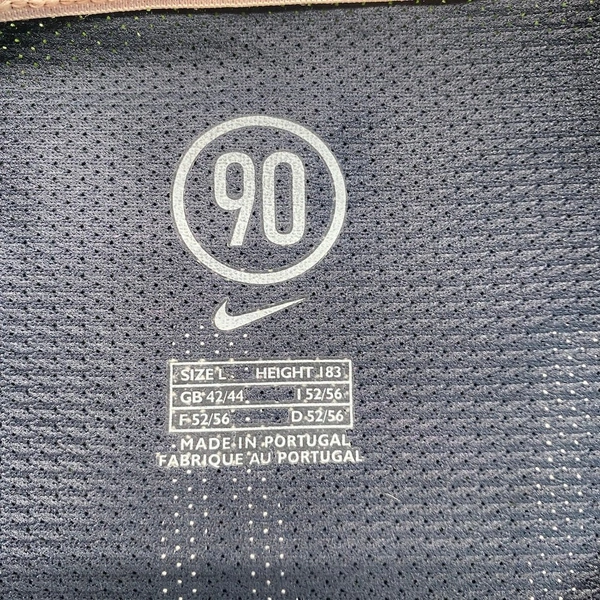 90
SIZE L HEIGHT 183
GB 42/44 I 52/56
F 52/56 D 52/56
MADE IN PORTUGAL
FABRIQUE AU PORTUGAL